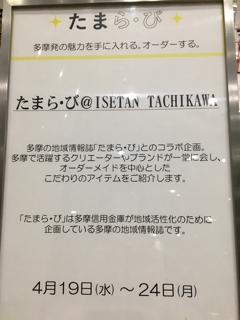 たまら・び
多摩発の魅力を手に入れる。オーダーする。
たまら・び@ISETAN TACHIKAWA
多摩の地域情報誌「たまら・び」とのコラボ企画。
多摩で活躍するクリエーターやブランドが一堂に会し、
オーダーメイドを中心とした
こだわりのアイテムをご紹介します。
「たまら・び」は多摩信用金庫が地域活性化のために
企画している多摩の地域情報誌です。
4月19日(水) ～24日(月)